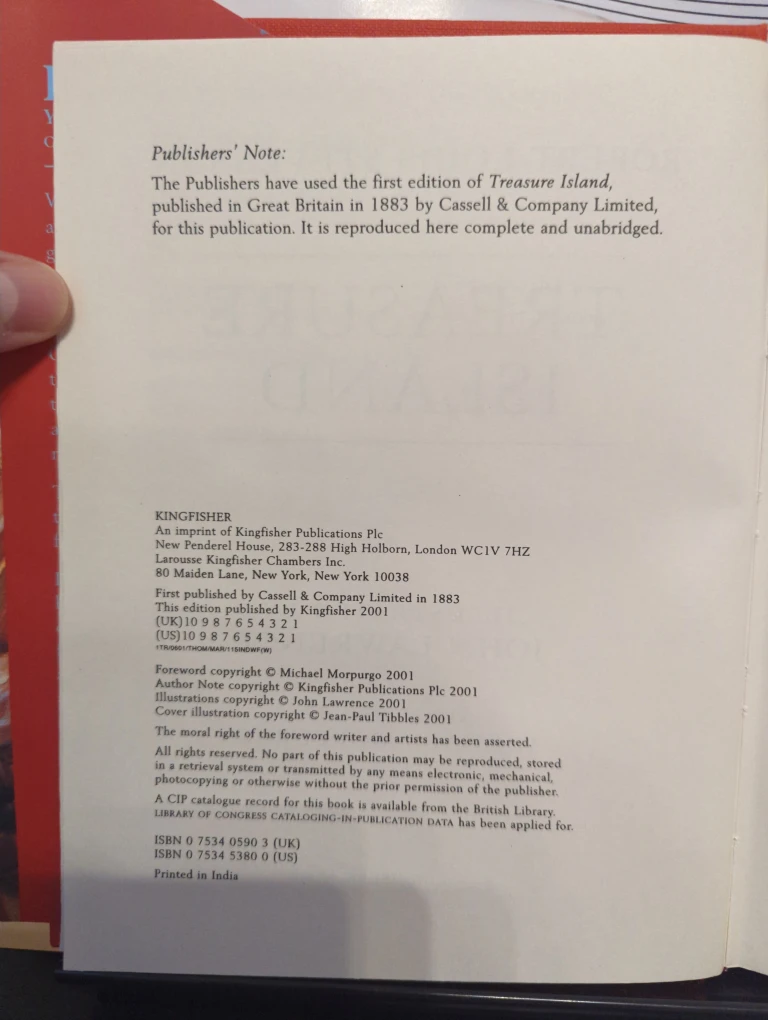 Publishers' Note:
The Publishers have used the first edition of Treasure Island,
published in Great Britain in 1883 by Cassell & Company Limited,
for this publication. It is reproduced here complete and unabridged.
KINGFISHER
An imprint of Kingfisher Publications Plc
New Penderel House, 283-288 High Holborn, London WC1V 7HZ
Larousse Kingfisher Chambers Inc.
80 Maiden Lane, New York, New York 10038
First published by Cassell & Company Limited in 1883
This edition published by Kingfisher 2001
(UK)10 9 8 7 6 5 4 3 2 1
(US)10 9 8 7 6 5 4 3 2 1
1TR/0601/THOM/MAR/115INDWF(W)
Foreword copyright © Michael Morpurgo 2001
Author Note copyright © Kingfisher Publications Plc 2001
Illustrations copyright © John Lawrence 2001
Cover illustration copyright © Jean-Paul Tibbles 2001
The moral right of the foreword writer and artists has been asserted.
All rights reserved. No part of this publication may be reproduced, stored
in a retrieval system or transmitted by any means electronic, mechanical,
photocopying or otherwise without the prior permission of the publisher.
A CIP catalogue record for this book is available from the British Library.
LIBRARY OF CONGRESS CATALOGING-IN-PUBLICATION DATA has been applied for.
ISBN 0 7534 0590 3 (UK)
ISBN 0 7534 5380 0 (US)
Printed in India